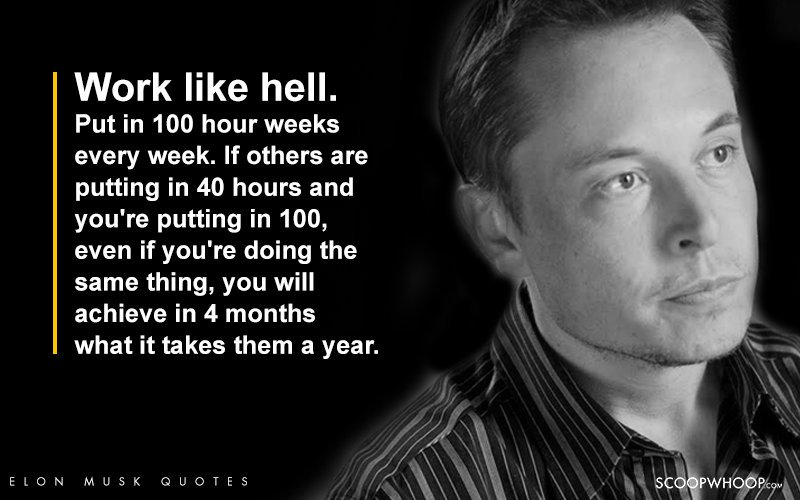 Work like hell.
Put in 100 hour weeks
every week. If others are
putting in 40 hours and
you're putting in 100,
even if you're doing the
same thing, you will
achieve in 4 months
what it takes them a year.
ELON MUSK QUOTES
SCOOPWHOOP.COM